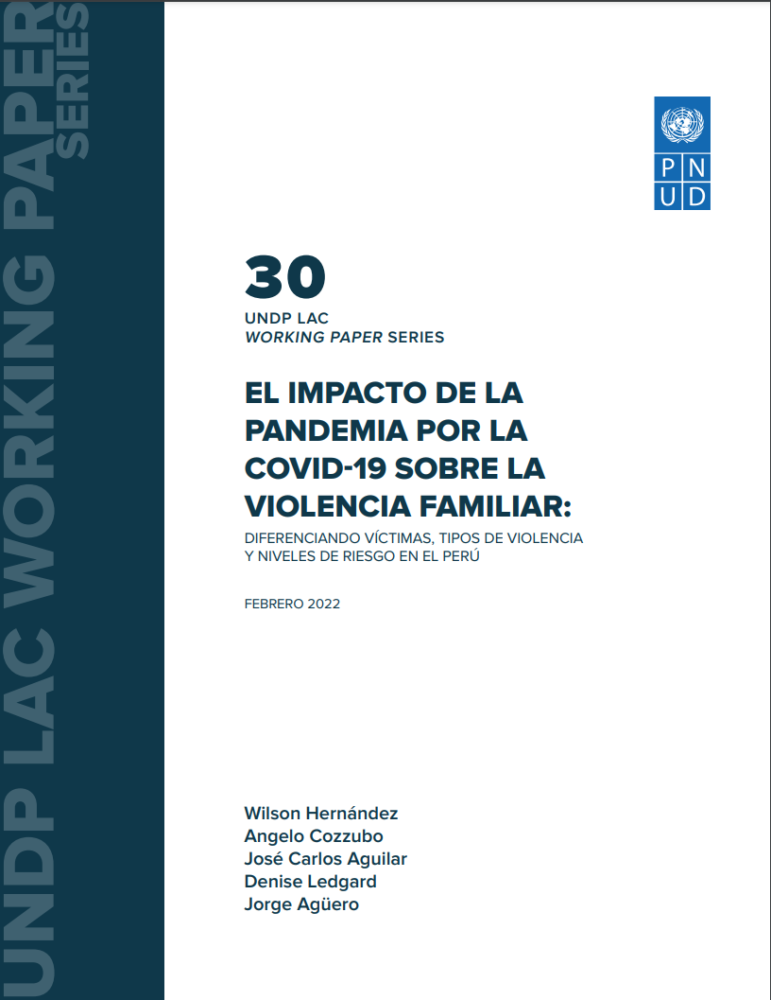 UNDP LAC WORKING PAPER
SERIES
P N
U D
30
UNDP LAC
WORKING PAPER SERIES
EL IMPACTO DE LA
PANDEMIA POR LA
COVID-19 SOBRE LA
VIOLENCIA FAMILIAR:
DIFERENCIANDO VÍCTIMAS, TIPOS DE VIOLENCIA
Y NIVELES DE RIESGO EN EL PERÚ
FEBRERO 2022
Wilson Hernández
Angelo Cozzubo
José Carlos Aguilar
Denise Ledgard
Jorge Agüero